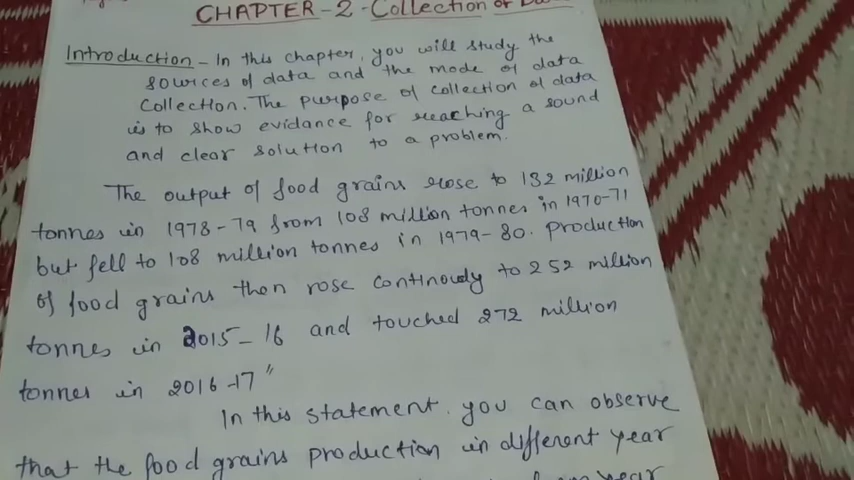 CHAPTER-2-Collection of Data
Introduction - In this chapter, you will study the
sources of data and the mode of data
Collection. The purpose of collection of data
is to show evidance for reaching a sound
and clear solution to a problem.
The output of food grains rose to 132 million
tonnes in 1978-79 from 108 million tonnes in 1970-71
but fell to 108 million tonnes in 1979-80. production
of food grains then rose continously to 252 million
tonnes in 2015-16 and touched 272 million
tonnes in 2016-17"
In this statement, you can observe
that the food grains production in different year
year